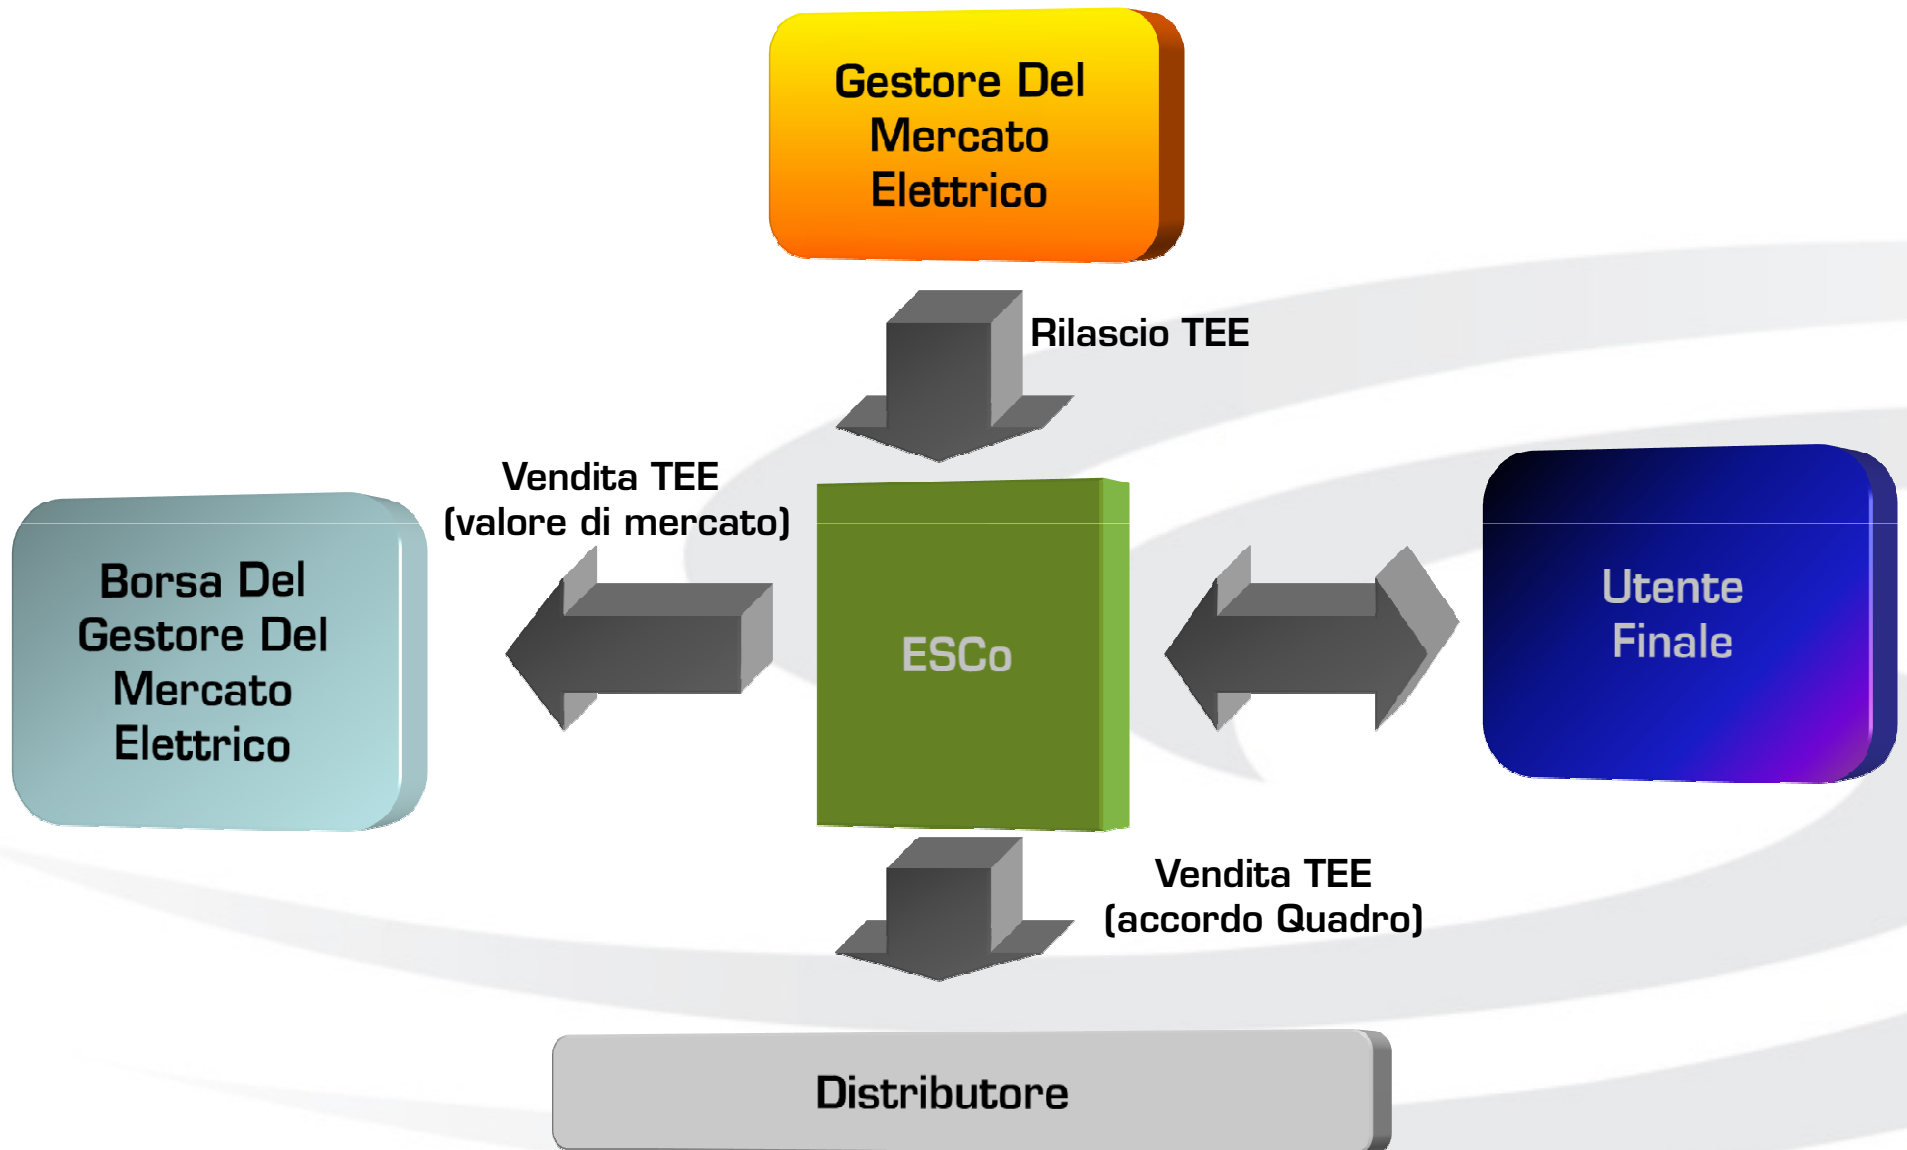 Gestore Del
Mercato
Elettrico
Rilascio TEE
Vendita TEE
(valore di mercato)
Borsa Del
Gestore Del
Mercato
Elettrico
ESCo
Utente
Finale
Vendita TEE
(accordo Quadro)
Distributore